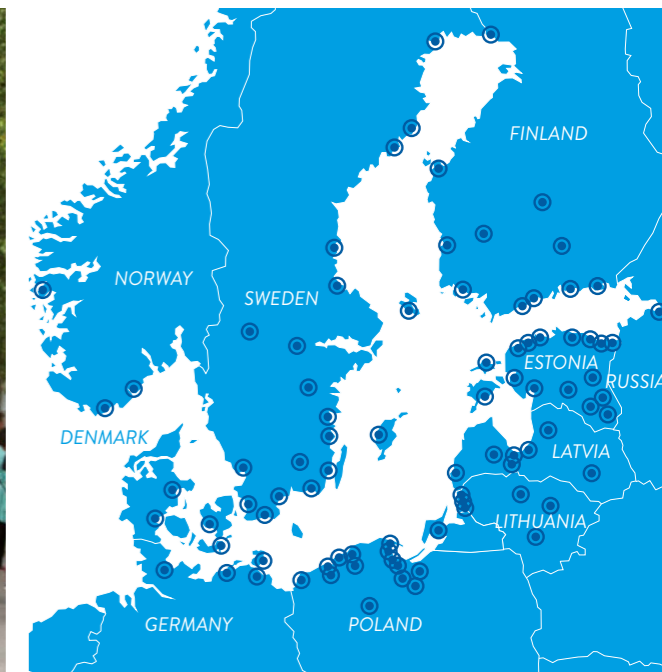 FINLAND
NORWAY
SWEDEN
ESTONIA
RUSSIA
DENMARK
LATVIA
LITHUANIA
GERMANY
POLAND